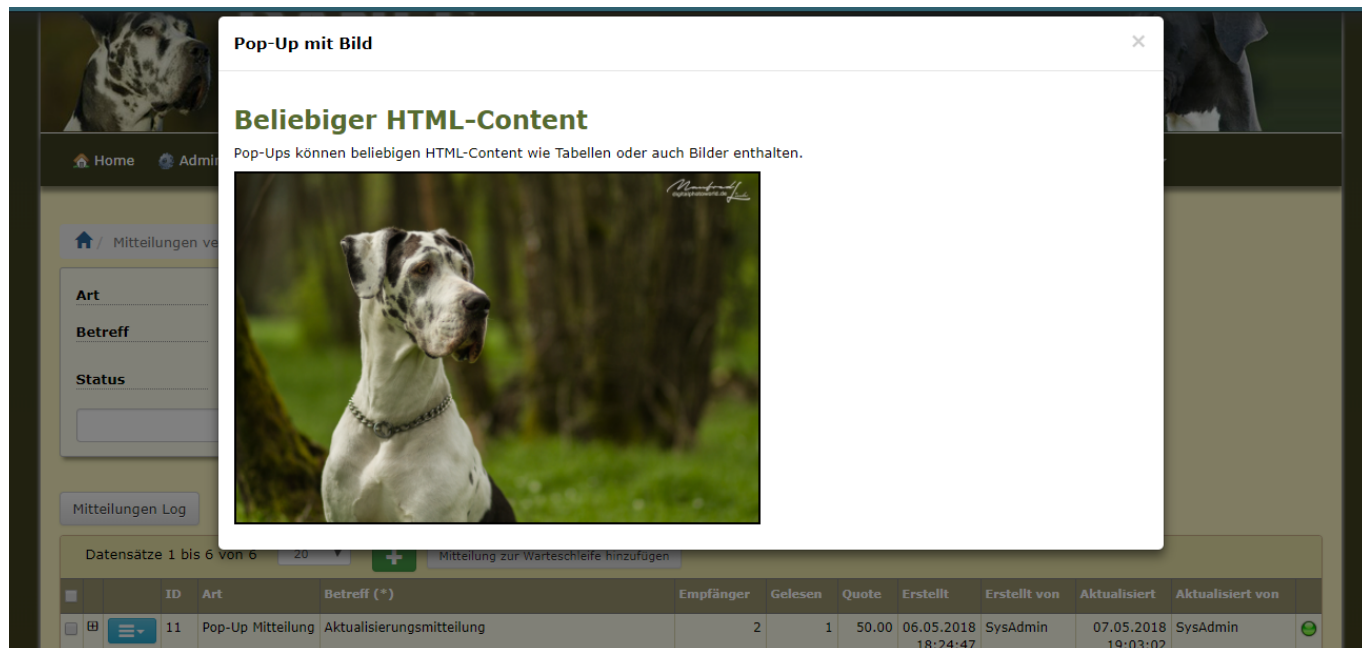 Pop-Up mit Bild ×
Beliebiger HTML-Content
Pop-Ups können beliebigen HTML-Content wie Tabellen oder auch Bilder enthalten.
Home
Mitteilungen
Art
Betreff
Status
Mitteilungen Log
Datensätze 1 bis 6 von 6 20 Mitteilung zur Warteschleife hinzufügen
ID Art Betreff (*) Empfänger Gelesen Quote Erstellt Erstellt von Aktualisiert Aktualisiert von
11 Pop-Up Mitteilung Aktualisierungsmitteilung 2 1 50.00 06.05.2018 SysAdmin 07.05.2018 SysAdmin
18:24:47 19:03:02